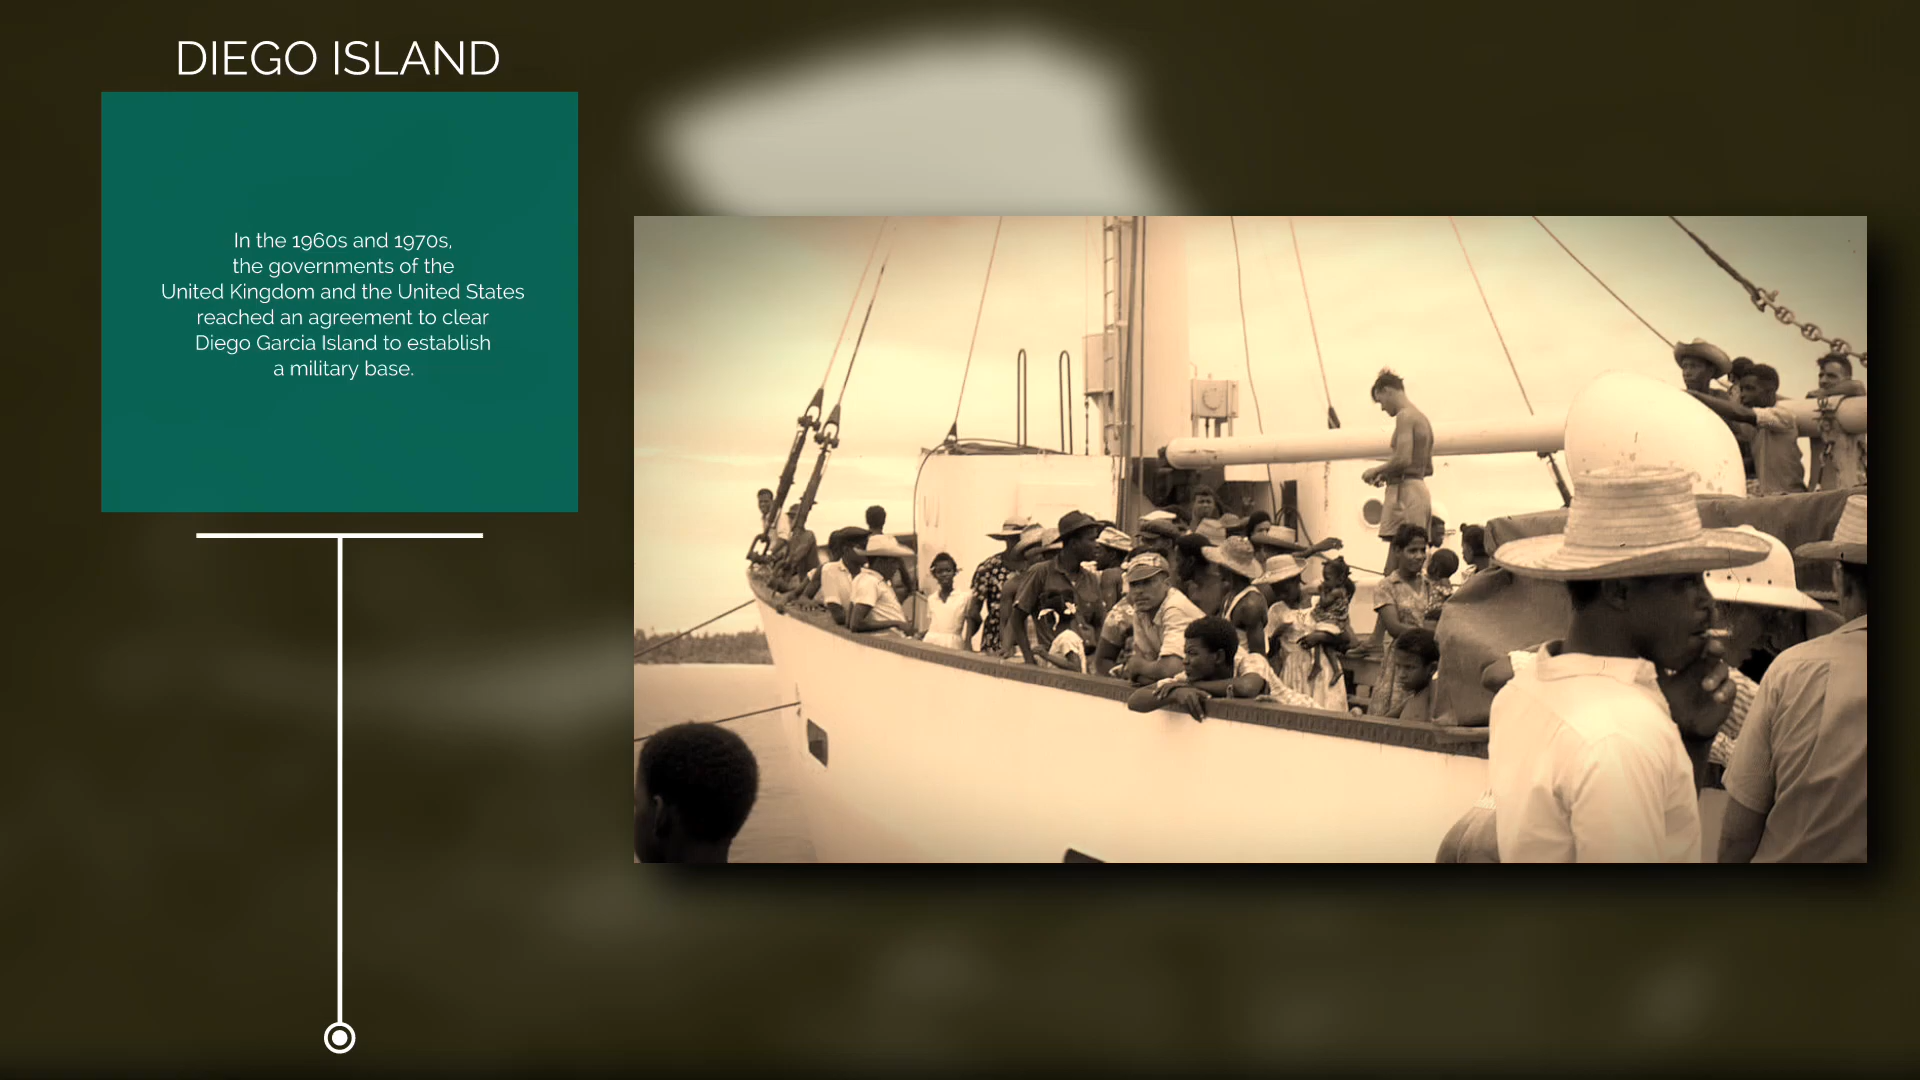 DIEGO ISLAND
In the 1960s and 1970s,
the governments of the
United Kingdom and the United States
reached an agreement to clear
Diego Garcia Island to establish
a military base.